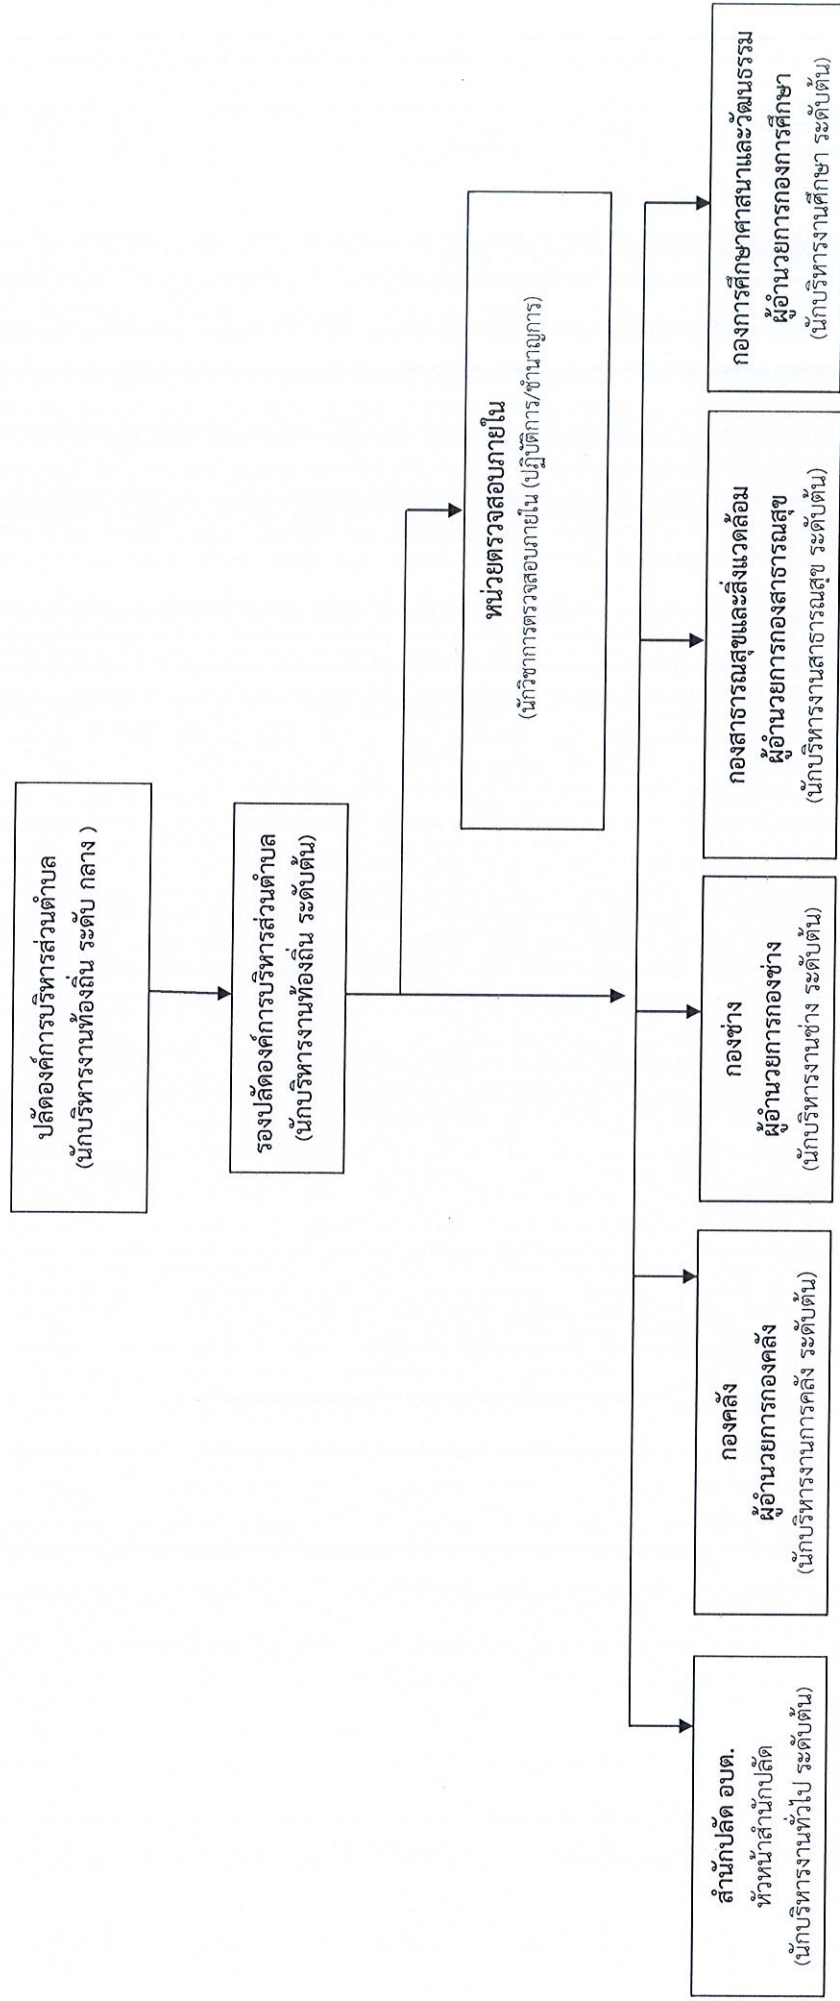 ปลัดองค์การบริหารส่วนตำบล
(นักบริหารงานท้องถิ่น ระดับ กลาง )
รองปลัดองค์การบริหารส่วนตำบล
(นักบริหารงานท้องถิ่น ระดับต้น)
หน่วยตรวจสอบภายใน
(นักวิชาการตรวจสอบภายใน (ปฏิบัติการ/ชำนาญการ)
สำนักปลัด อบต.
หัวหน้าสำนักปลัด
(นักบริหารงานทั่วไป ระดับต้น)
กองคลัง
ผู้อำนวยการกองคลัง
(นักบริหารงานการคลัง ระดับต้น)
กองช่าง
ผู้อำนวยการกองช่าง
(นักบริหารงานช่าง ระดับต้น)
กองสาธารณสุขและสิ่งแวดล้อม
ผู้อำนวยการกองสาธารณสุข
(นักบริหารงานสาธารณสุข ระดับต้น)
กองการศึกษาศาสนาและวัฒนธรรม
ผู้อำนวยการกองการศึกษา
(นักบริหารงานศึกษา ระดับต้น)